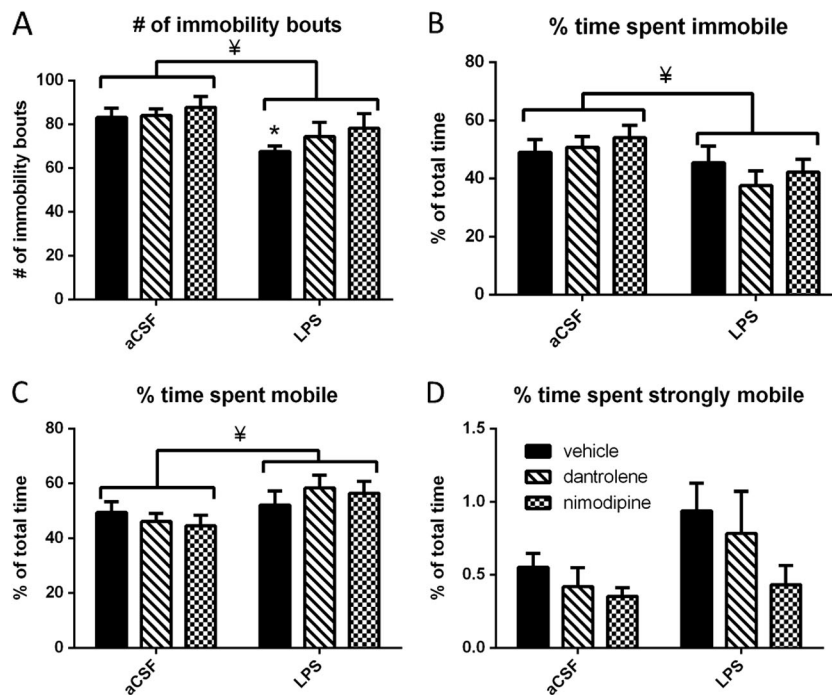 A
# of immobility bouts
¥
# of immobility bouts
100
80
60
40
20
0
*
aCSF
LPS
B
% time spent immobile
¥
% of total time
80
60
40
20
0
aCSF
LPS
C
% time spent mobile
¥
% of total time
80
60
40
20
0
aCSF
LPS
D
% time spent strongly mobile
% of total time
1.5
1.0
0.5
0.0
vehicle
dantrolene
nimodipine
aCSF
LPS